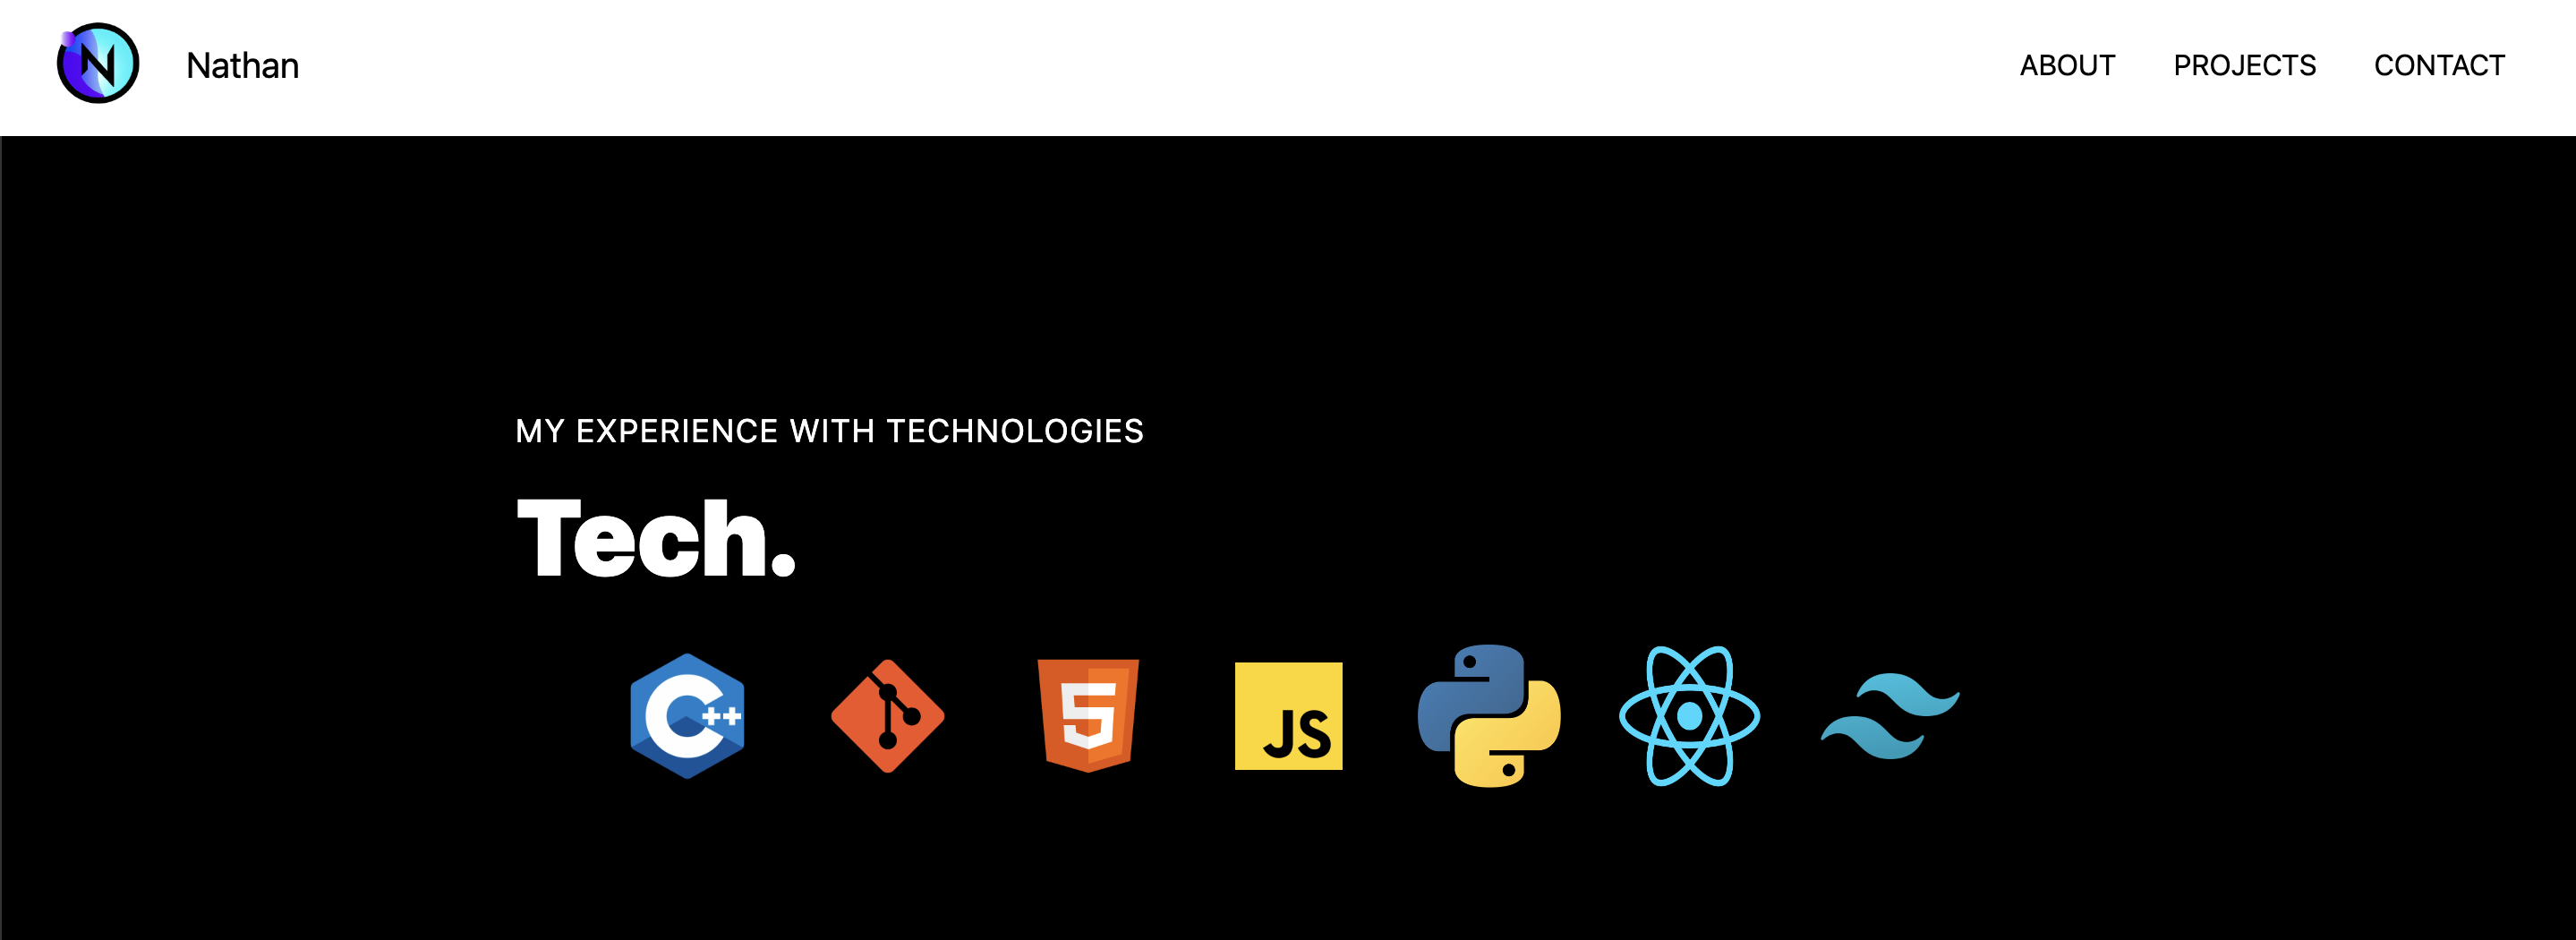 N
Nathan
ABOUT
PROJECTS
CONTACT
MY EXPERIENCE WITH TECHNOLOGIES
Tech.
C++
5
JS